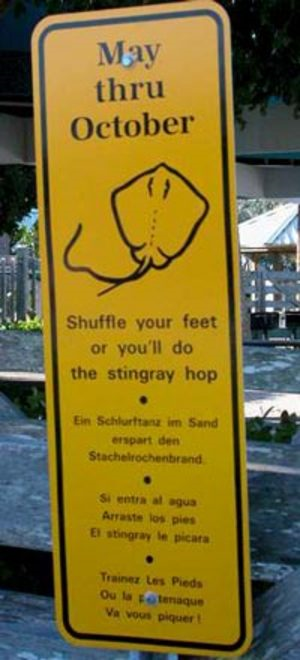 May
thru
October
Shuffle your feet
or you'll do
the stingray hop
Ein Schlurftanz im Sand
erspart den
Stachelrochenbrand.
Si entra al agua
Arraste los pies
El stingray le picara
Trainez Les Pieds
Ou la pastenaque
Va vous piquer!